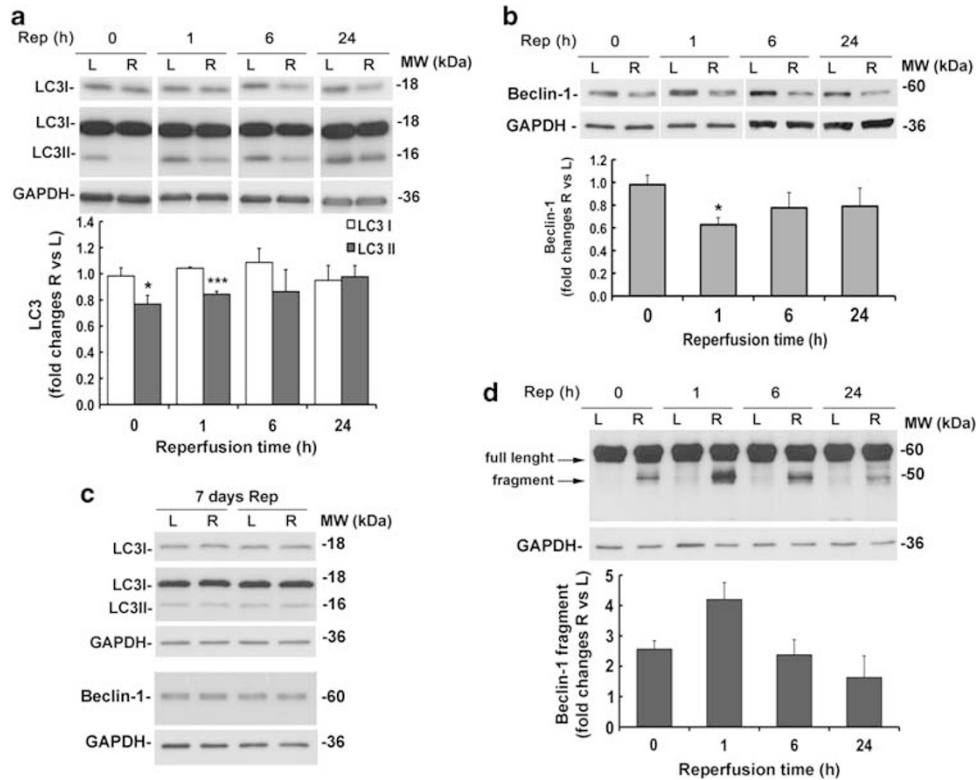 a
Rep (h) 0 1 6 24
L R L R L R L R MW (kDa)
LC3I- -18
LC3I- -18
LC3II- -16
GAPDH- -36
LC3 I
LC3 II
LC3
(fold changes R vs L)
1.4
1.2
1.0
0.8
0.6
0.4
0.2
0.0
* ***
0 1 6 24
Reperfusion time (h)
b
Rep (h) 0 1 6 24
L R L R L R L R MW (kDa)
Beclin-1- -60
GAPDH - -36
Beclin-1
(fold changes R vs L)
1.2
1.0
0.8
0.6
0.4
0.2
0.0
*
0 1 6 24
Reperfusion time (h)
c
7 days Rep
L R L R MW (kDa)
LC3I- -18
LC3I- -18
LC3II- -16
GAPDH- -36
Beclin-1- -60
GAPDH- -36
d
Rep (h) 0 1 6 24
L R L R L R L R MW (kDa)
full lenght -60
fragment -50
GAPDH- -36
Beclin-1 fragment
(fold changes R vs L)
5
4
3
2
1
0
0 1 6 24
Reperfusion time (h)